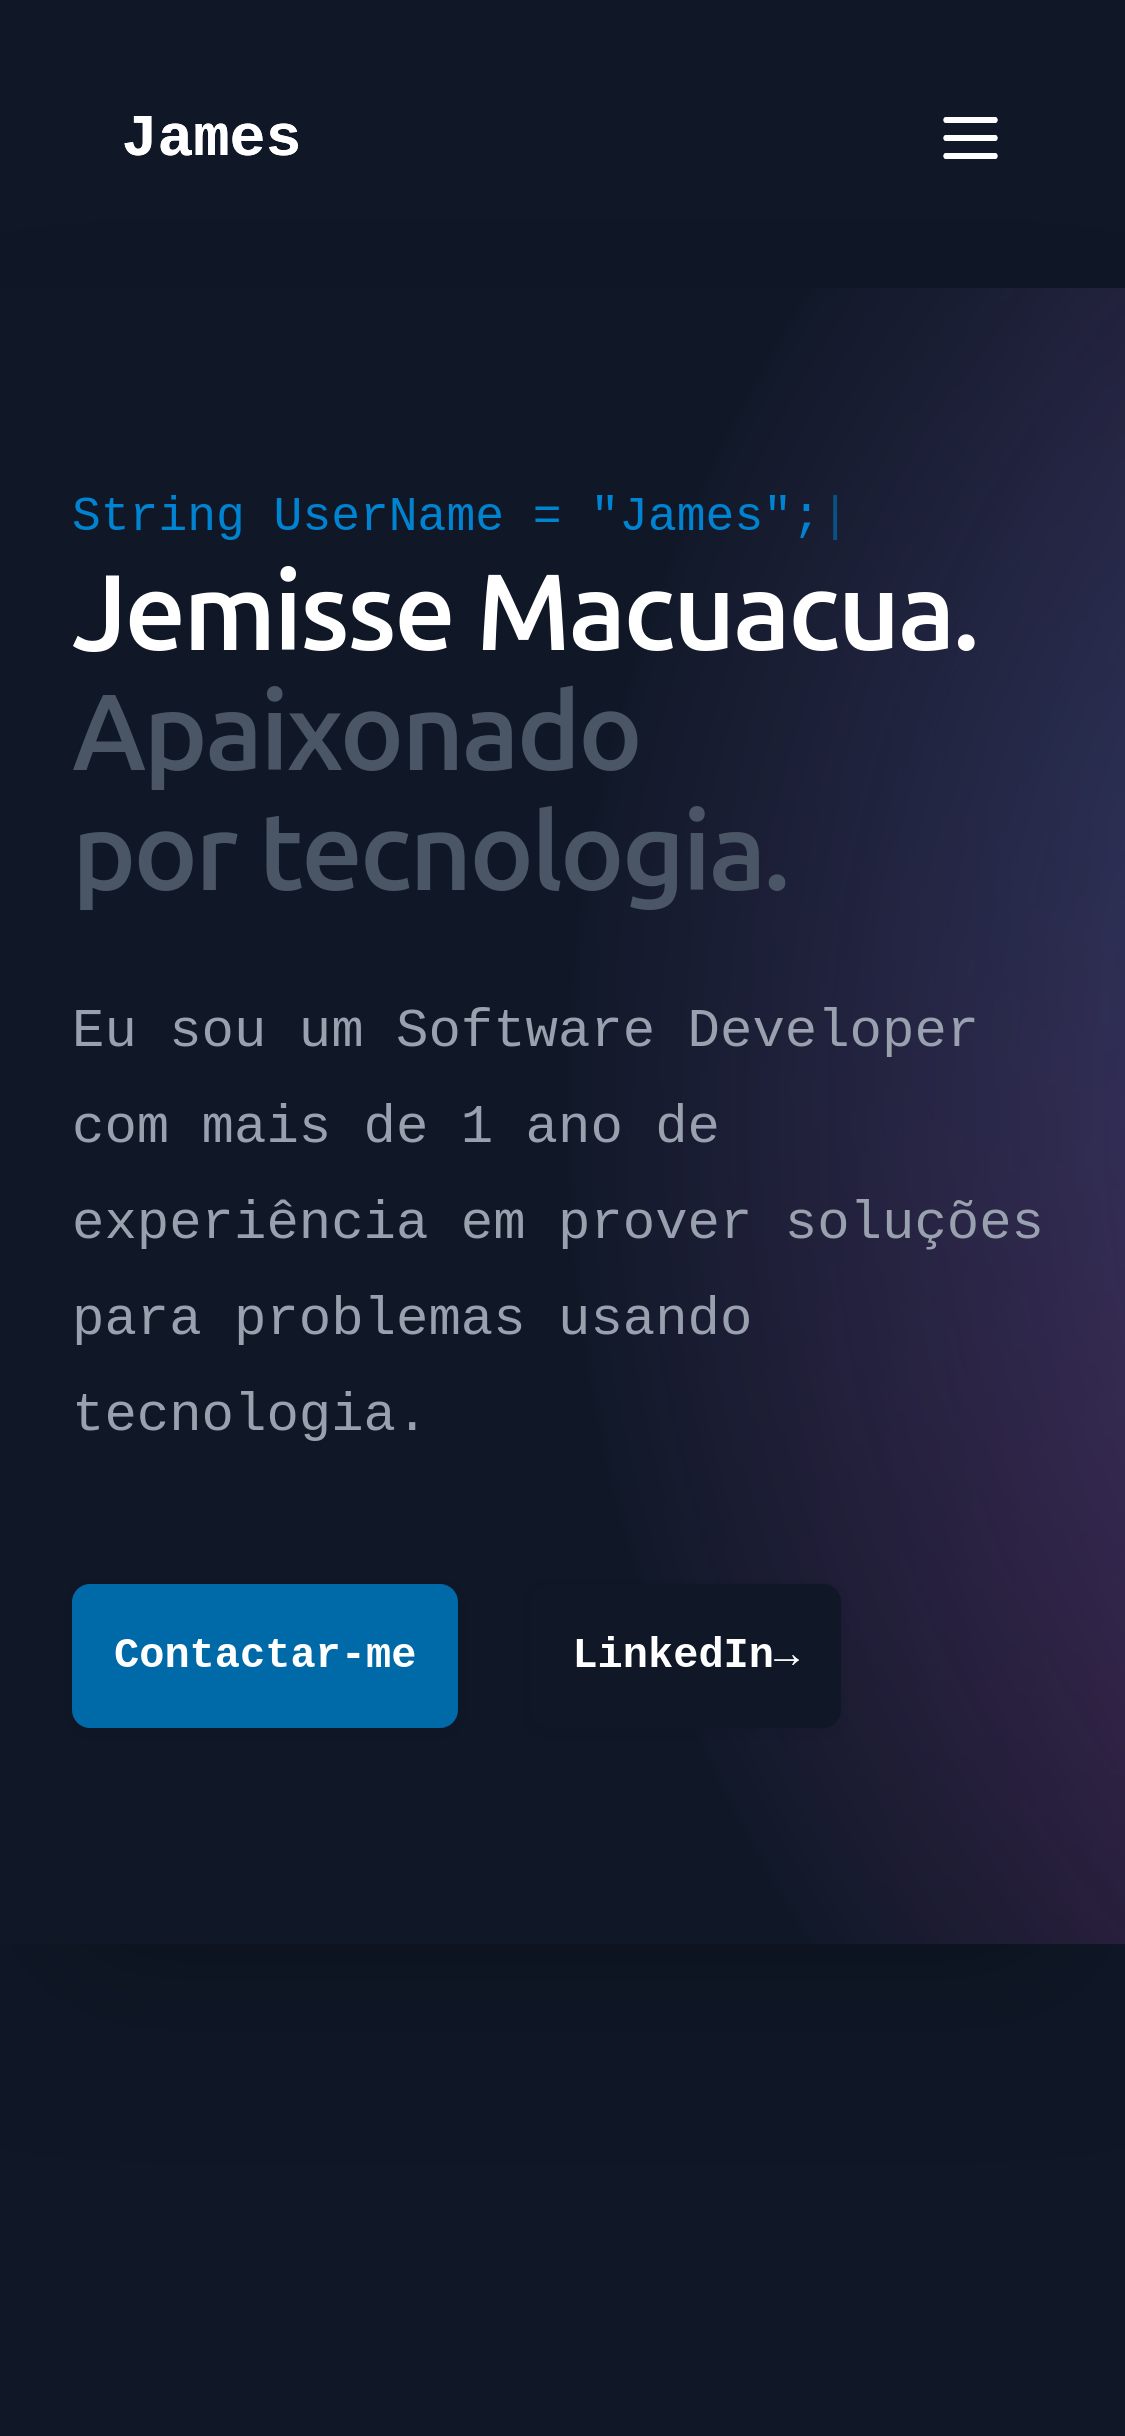 James
String UserName = "James";|
Jemisse Macuacua.
Apaixonado
por tecnologia.
Eu sou um Software Developer
com mais de 1 ano de
experiência em prover soluções
para problemas usando
tecnologia.
Contactar-me
LinkedIn→